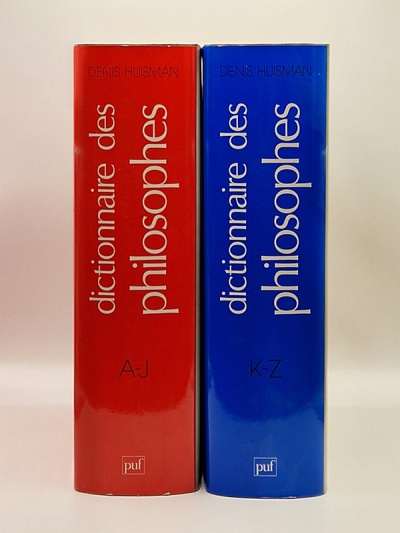 DENIS HUISMAN
dictionnaire des
philosophes
A-J
puf
DENIS HUISMAN
dictionnaire des
philosophes
K-Z
puf